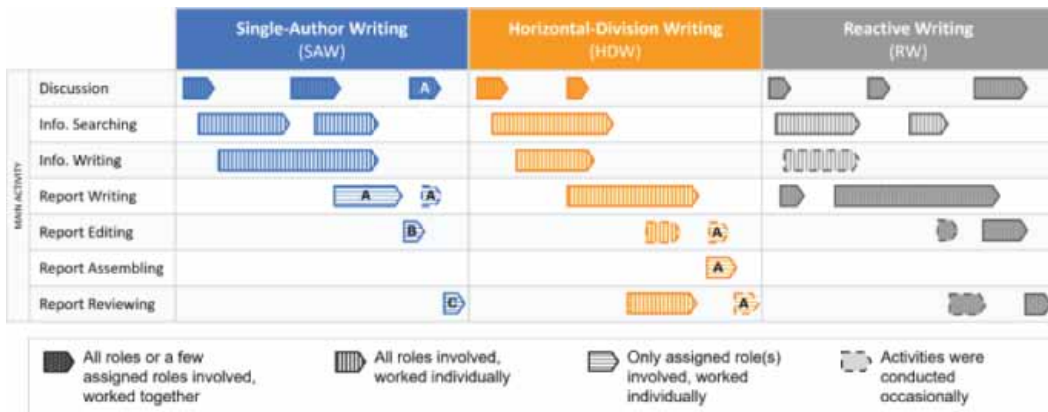 Single-Author Writing
(SAW)
Horizontal-Division Writing
(HDW)
Reactive Writing
(RW)
MAIN ACTIVITY
Discussion
A
Info. Searching
Info. Writing
Report Writing
A
A
Report Editing
B
A
Report Assembling
A
Report Reviewing
C
A
All roles or a few
assigned roles involved,
worked together
All roles involved,
worked individually
Only assigned role(s)
involved, worked
individually
Activities were
conducted
occasionally